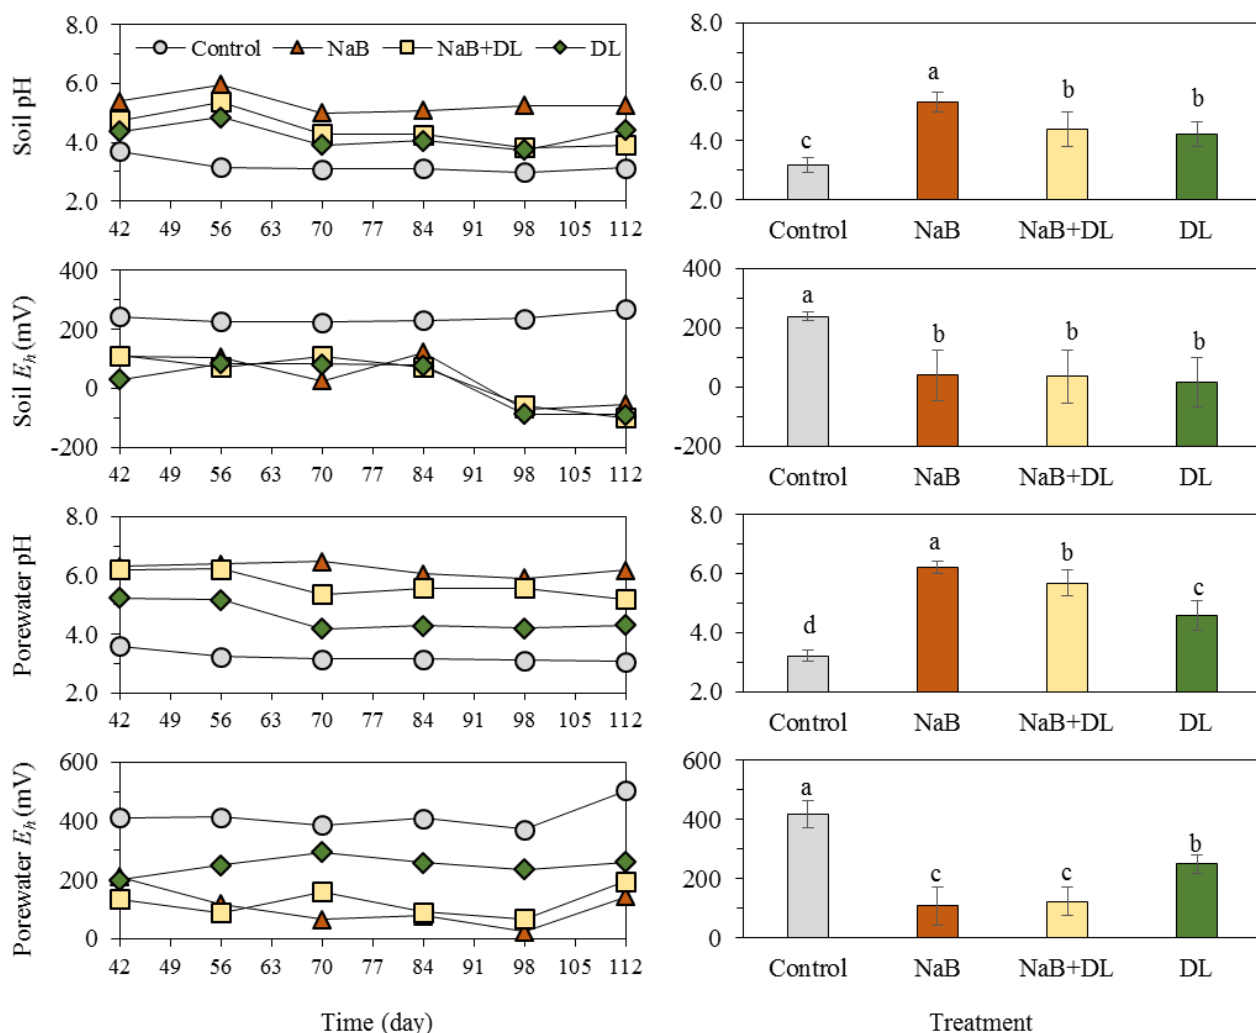 Soil pH
8.0
6.0
4.0
2.0
Control NaB NaB+DL DL
42 49 56 63 70 77 84 91 98 105 112
8.0
6.0
4.0
2.0
a
b
b
c
Control NaB NaB+DL DL
Soil Eh (mV)
400
200
0
-200
42 49 56 63 70 77 84 91 98 105 112
400
200
0
-200
a
b
b
b
Control NaB NaB+DL DL
Porewater pH
8.0
6.0
4.0
2.0
42 49 56 63 70 77 84 91 98 105 112
8.0
6.0
4.0
2.0
d
a
b
c
Control NaB NaB+DL DL
Porewater Eh (mV)
600
400
200
0
42 49 56 63 70 77 84 91 98 105 112
600
400
200
0
a
c
c
b
Control NaB NaB+DL DL
Time (day)
Treatment